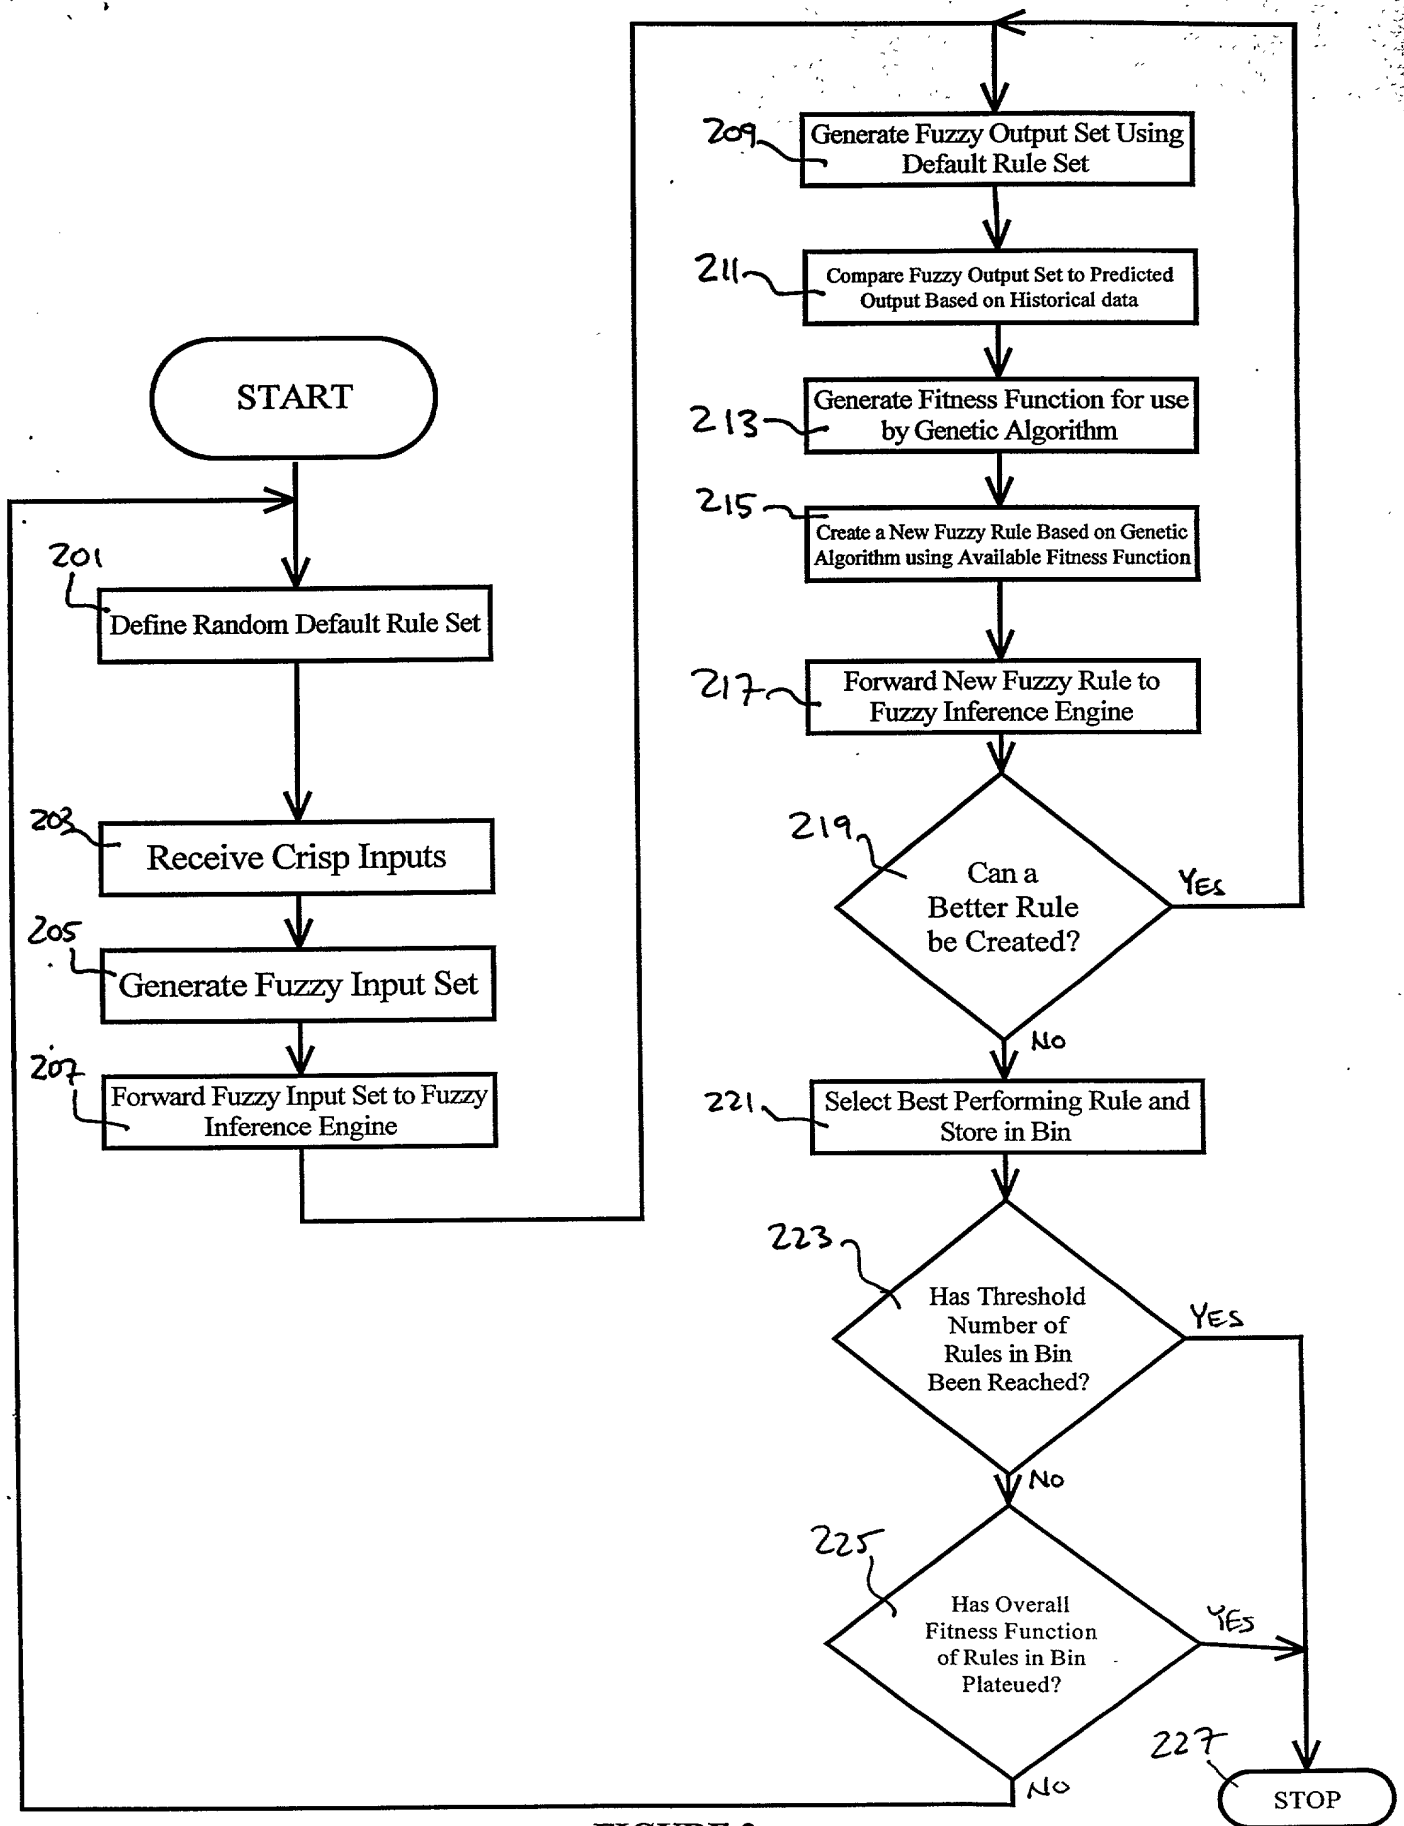 START
201
Define Random Default Rule Set
203
Receive Crisp Inputs
205
Generate Fuzzy Input Set
207
Forward Fuzzy Input Set to Fuzzy
Inference Engine
209
Generate Fuzzy Output Set Using
Default Rule Set
211
Compare Fuzzy Output Set to Predicted
Output Based on Historical data
213
Generate Fitness Function for use
by Genetic Algorithm
215
Create a New Fuzzy Rule Based on Genetic
Algorithm using Available Fitness Function
217
Forward New Fuzzy Rule to
Fuzzy Inference Engine
219
Can a
Better Rule
be Created?
YES
NO
221
Select Best Performing Rule and
Store in Bin
223
Has Threshold
Number of
Rules in Bin
Been Reached?
YES
NO
225
Has Overall
Fitness Function
of Rules in Bin
Plateued?
YES
NO
227
STOP